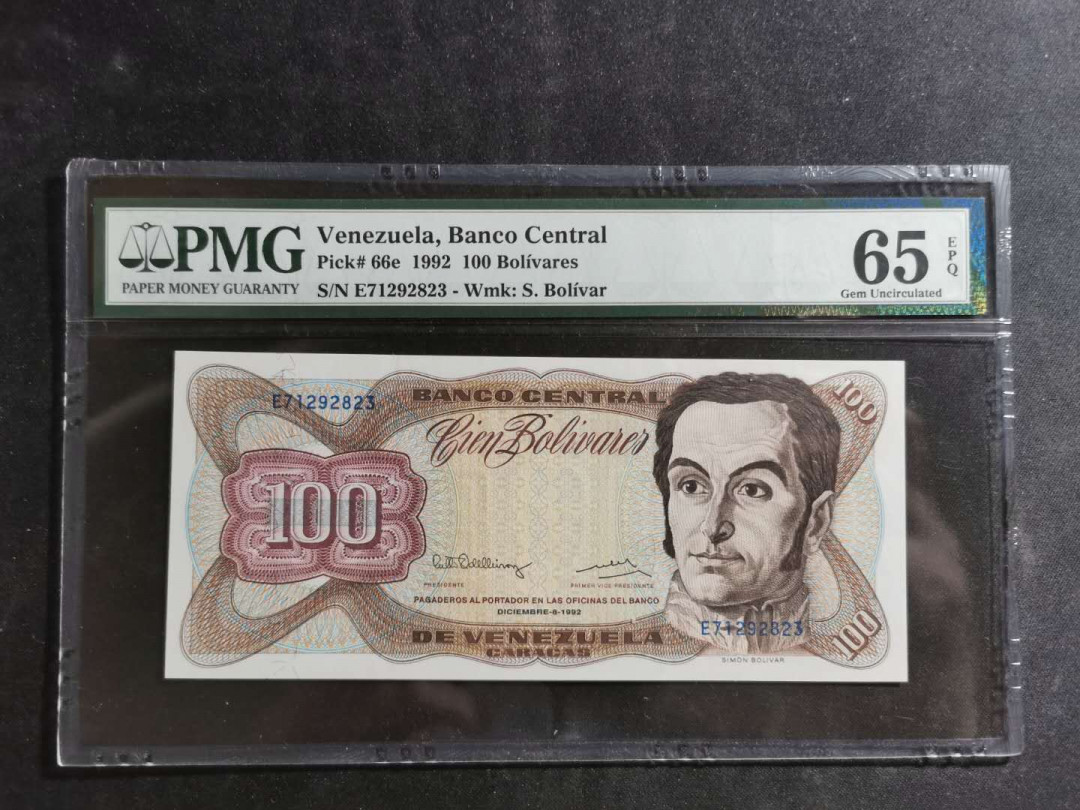 PMG
PAPER MONEY GUARANTY
Venezuela, Banco Central
Pick# 66e 1992 100 Bolívares
S/N E71292823 - Wmk: S. Bolívar
65 EPQ
Gem Uncirculated
E71292823
BANCO CENTRAL
100
Cien Bolívares
100
PRESIDENTE
PRIMER VICE-PRESIDENTE
PAGADEROS AL PORTADOR EN LAS OFICINAS DEL BANCO
DICIEMBRE-8-1992
E71292823
DE VENEZUELA
100
CARACAS
SIMON BOLIVAR